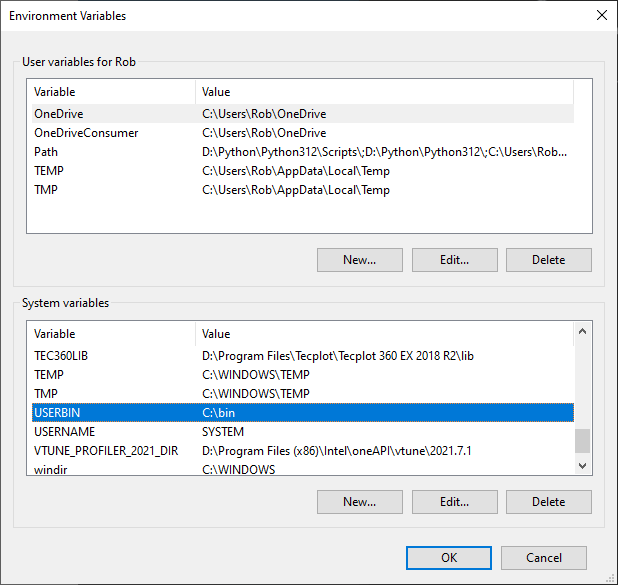 Environment Variables
User variables for Rob
Variable Value
OneDrive C:\Users\Rob\OneDrive
OneDriveConsumer C:\Users\Rob\OneDrive
Path D:\Python\Python312\Scripts\;D:\Python\Python312\;C:\Users\Rob...
TEMP C:\Users\Rob\AppData\Local\Temp
TMP C:\Users\Rob\AppData\Local\Temp
New... Edit... Delete
System variables
Variable Value
TEC360LIB D:\Program Files\Tecplot\Tecplot 360 EX 2018 R2\lib
TEMP C:\WINDOWS\TEMP
TMP C:\WINDOWS\TEMP
USERBIN C:\bin
USERNAME SYSTEM
VTUNE_PROFILER_2021_DIR D:\Program Files (x86)\Intel\oneAPI\vtune\2021.7.1
windir C:\WINDOWS
New... Edit... Delete
OK Cancel